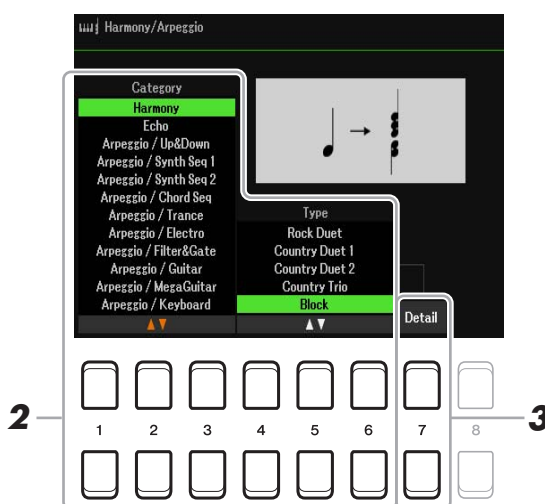 Harmony/Arpeggio
Category
Harmony
Echo
Arpeggio / Up&Down
Arpeggio / Synth Seq 1
Arpeggio / Synth Seq 2
Arpeggio / Chord Seq
Arpeggio / Trance
Arpeggio / Electro
Arpeggio / Filter&Gate
Arpeggio / Guitar
Arpeggio / MegaGuitar
Arpeggio / Keyboard
Type
Rock Duet
Country Duet 1
Country Duet 2
Country Trio
Block
Detail
2
1 2 3 4 5 6 7 8
3